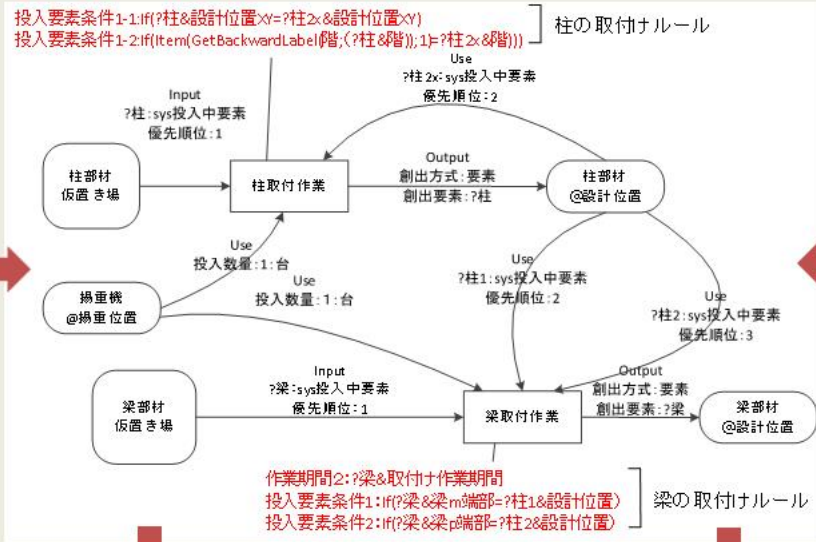 投入要素条件1-1:If(?柱&設計位置XY=?柱2x&設計位置XY)
投入要素条件1-2:If(Item(GetBackwardLabel(階;(?柱&階));1)=?柱2x&階)))
柱の取付けルール
Input
?柱:sys投入中要素
優先順位:1
Use
?柱2x:sys投入中要素
優先順位:2
柱部材
仮置き場
柱取付作業
Output
創出方式:要素
創出要素:?柱
柱部材
@設計位置
Use
投入数量:1:台
Use
投入数量:1:台
揚重機
@揚重位置
Use
?柱1:sys投入中要素
優先順位:2
Use
?柱2:sys投入中要素
優先順位:3
梁部材
仮置き場
Input
?梁:sys投入中要素
優先順位:1
梁取付作業
Output
創出方式:要素
創出要素:?梁
梁部材
@設計位置
作業期間2:?梁&取付け作業期間
投入要素条件1:If(?梁&梁m端部=?柱1&設計位置)
投入要素条件2:If(?梁&梁p端部=?柱2&設計位置)
梁の取付けルール